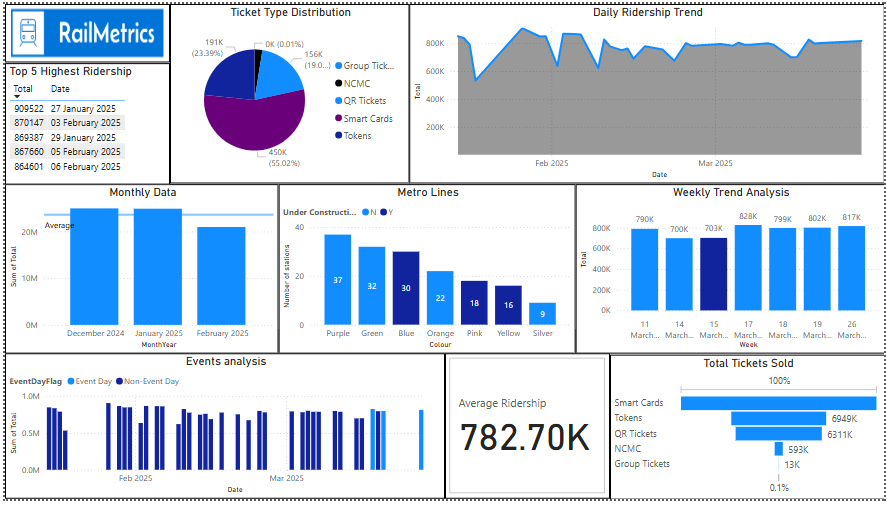 RailMetrics
Top 5 Highest Ridership
Total Date
909522 27 January 2025
870147 03 February 2025
869387 29 January 2025
867660 05 February 2025
864601 06 February 2025
Ticket Type Distribution
191K
(23.39%)
0K (0.01%)
156K
(19.0...)
450K
(55.02%)
Group Tick...
NCMC
QR Tickets
Smart Cards
Tokens
Daily Ridership Trend
Total
800K
600K
400K
200K
Feb 2025 Mar 2025
Date
Monthly Data
Sum of Total
Average
20M
10M
0M
December 2024 January 2025 February 2025
MonthYear
Metro Lines
Under Constructi... N Y
Number of stations
40
20
0
37 32 30 22 18 16 9
Purple Green Blue Orange Pink Yellow Silver
Colour
Weekly Trend Analysis
Total
800K
600K
400K
200K
0K
790K 700K 703K 828K 799K 802K 817K
11 14 15 17 18 19 26
March... March... March... March... March... March... March...
Week
Events analysis
EventDayFlag Event Day Non-Event Day
Sum of Total
1.0M
0.5M
0.0M
Feb 2025 Mar 2025
Date
Average Ridership
782.70K
Total Tickets Sold
100%
Smart Cards
Tokens 6949K
QR Tickets 6311K
NCMC 593K
Group Tickets 13K
0.1%